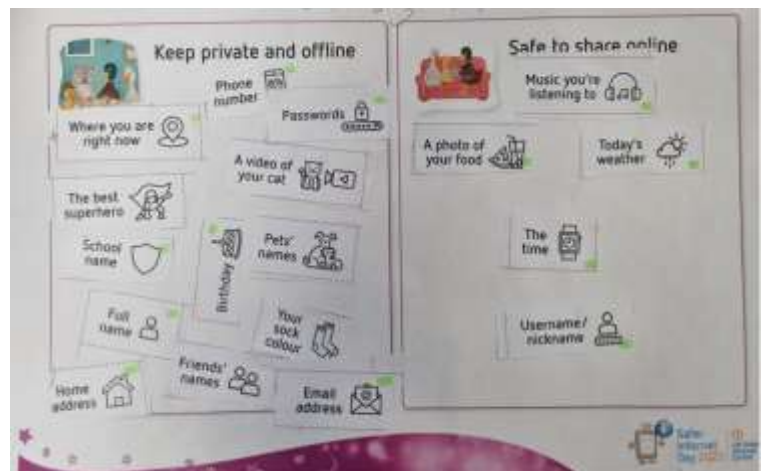 Keep private and offline
Phone
number
Passwords
Where you are
right now
A video of
your cat
The best
superhero
School
name
Birthday
Pets'
names
Full
name
Your
sock
colour
Friends'
names
Home
address
Email
address
Safe to share online
Music you're
listening to
A photo of
your food
Today's
weather
The
time
Username/
nickname
Safer
Internet
Day